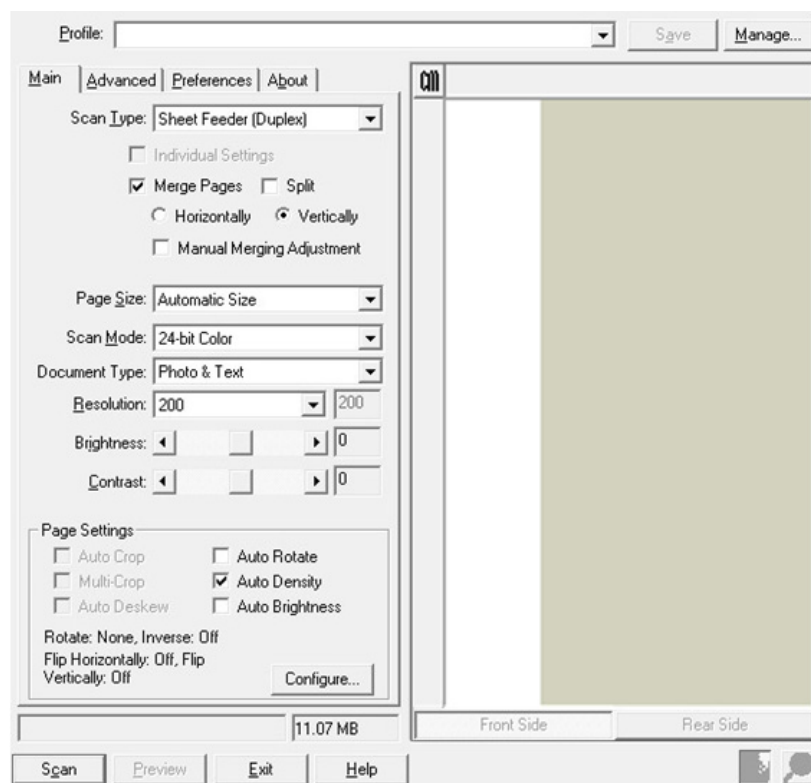 Profile: Save Manage...
Main Advanced Preferences About
Scan Type: Sheet Feeder (Duplex)
Individual Settings
Merge Pages Split
Horizontally Vertically
Manual Merging Adjustment
Page Size: Automatic Size
Scan Mode: 24-bit Color
Document Type: Photo & Text
Resolution: 200 200
Brightness: 0
Contrast: 0
Page Settings
Auto Crop Auto Rotate
Multi-Crop Auto Density
Auto Deskew Auto Brightness
Rotate: None, Inverse: Off
Flip Horizontally: Off, Flip
Vertically: Off
Configure...
11.07 MB Front Side Rear Side
Scan Preview Exit Help